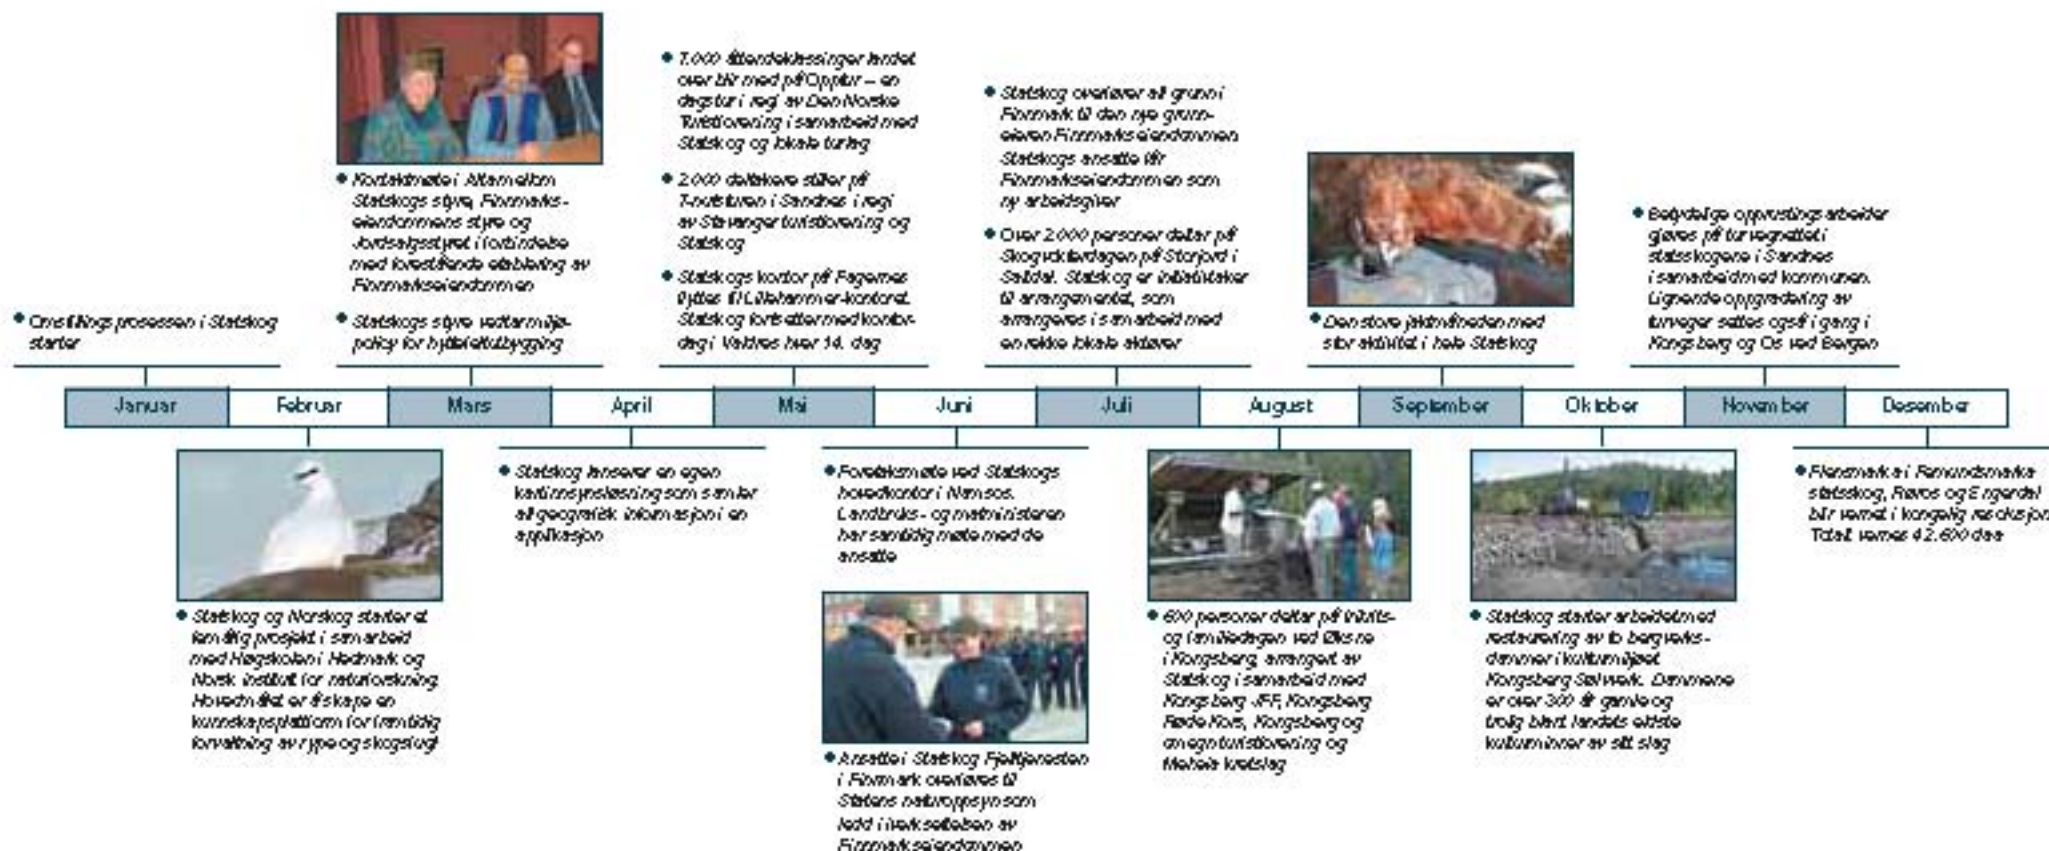 Omstillingsprosessen i Statskog
starter
Kontaktmøte i Alta mellom
Statskogs styre, Finnmarks-
eiendommens styre og
Jordsalgsstyret i forbindelse
med forestående etablering av
Finnmarkseiendommen
Statskogs styre vedtar miljø-
policy for hyttefeltutbygging
7.000 åttendeklassinger landet
over blir med på Opptur – en
dagstur i regi av Den Norske
Turistforening i samarbeid med
Statskog og lokale turlag
2.000 deltakere stiller på
T-nutsturen i Sandnes i regi
av Stavanger turistforening og
Statskog
Statskogs kontor på Fagernes
flyttes til Lillehammer-kontoret.
Statskog fortsetter med kontor-
dag i Valdres hver 14. dag
Statskog overfører all grunn i
Finnmark til den nye grunn-
eieren Finnmarkseiendommen
Statskogs ansatte får
Finnmarkseiendommen som
ny arbeidsgiver
Over 2.000 personer deltar på
Skogvokterdagen på Storjord i
Saltdal. Statskog er initiativtaker
til arrangementet, som
arrangeres i samarbeid med
en rekke lokale aktører
Den store jaktmåneden med
stor aktivitet i hele Statskog
Betydelige opprustingsarbeider
gjøres på turvegnettet i
statsskogene i Sandnes
i samarbeid med kommunen.
Lignende oppgradering av
turveger settes også i gang i
Kongsberg og Os ved Bergen
Januar Februar Mars April Mai Juni Juli August September Oktober November Desember
Statskog og Norskog starter et
femårig prosjekt i samarbeid
med Høgskolen i Hedmark og
Norsk institutt for naturforskning.
Hovedmålet er å skape en
kunnskapsplattform for framtidig
forvaltning av rype og skogsfugl
Statskog lanserer en egen
kartinnsynsløsning som samler
all geografisk informasjon i en
applikasjon
Foretaksmøte ved Statskogs
hovedkontor i Namsos.
Landbruks- og matministeren
har samtidig møte med de
ansatte
Ansatte i Statskog Fjelltjenesten
i Finnmark overføres til
Statens naturoppsyn som
ledd i iverksettelsen av
Finnmarkseiendommen
600 personer deltar på frilufts-
og familiedagen ved Øksne
i Kongsberg, arrangert av
Statskog i samarbeid med
Kongsberg JFF, Kongsberg
Røde Kors, Kongsberg og
omegn turistforening og
Meheia kretslag
Statskog starter arbeidet med
restaurering av to bergverks-
dammer i kulturmiljøet
Kongsberg Sølvverk. Dammene
er over 300 år gamle og
trolig blant landets eldste
kulturminner av sitt slag
Flensmarka i Femundsmarka
statsskog, Røros og Engerdal
blir vernet i kongelig resolusjon.
Totalt vernes 42.600 daa